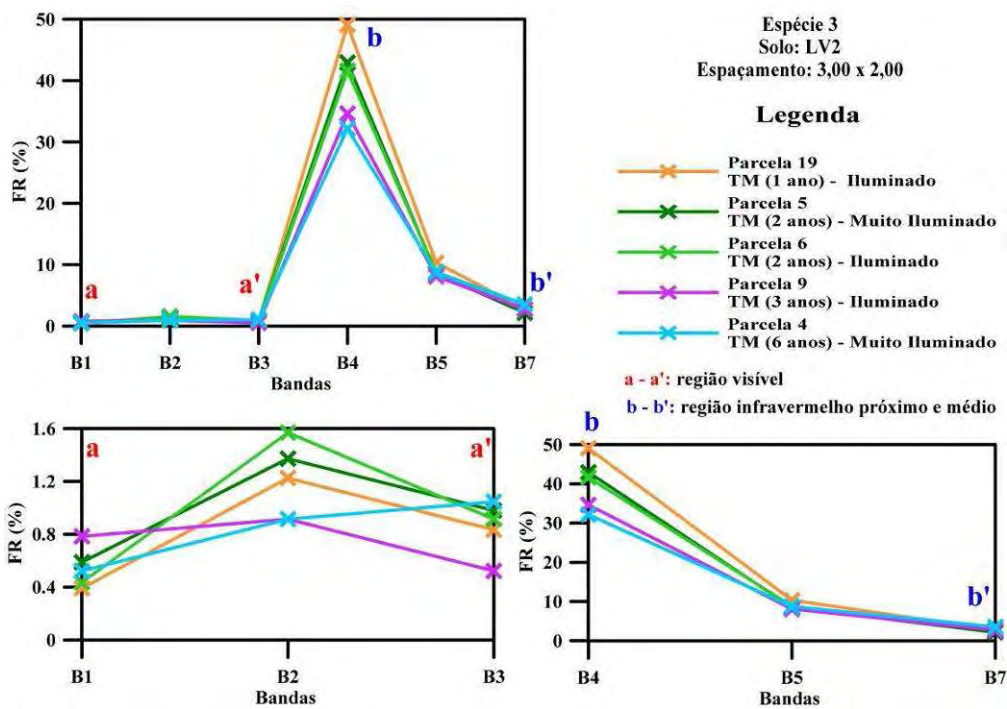 50
40
30
20
10
0
FR (%)
a
a'
b
b'
B1
B2
B3
B4
B5
B7
Bandas
Espécie 3
Solo: LV2
Espaçamento: 3,00 x 2,00
Legenda
Parcela 19
TM (1 ano) - Iluminado
Parcela 5
TM (2 anos) - Muito Iluminado
Parcela 6
TM (2 anos) - Iluminado
Parcela 9
TM (3 anos) - Iluminado
Parcela 4
TM (6 anos) - Muito Iluminado
a - a': região visível
b - b': região infravermelho próximo e médio
1.6
1.2
0.8
0.4
0
FR (%)
a
a'
B1
B2
B3
Bandas
50
40
30
20
10
0
FR (%)
b
b'
B4
B5
B7
Bandas